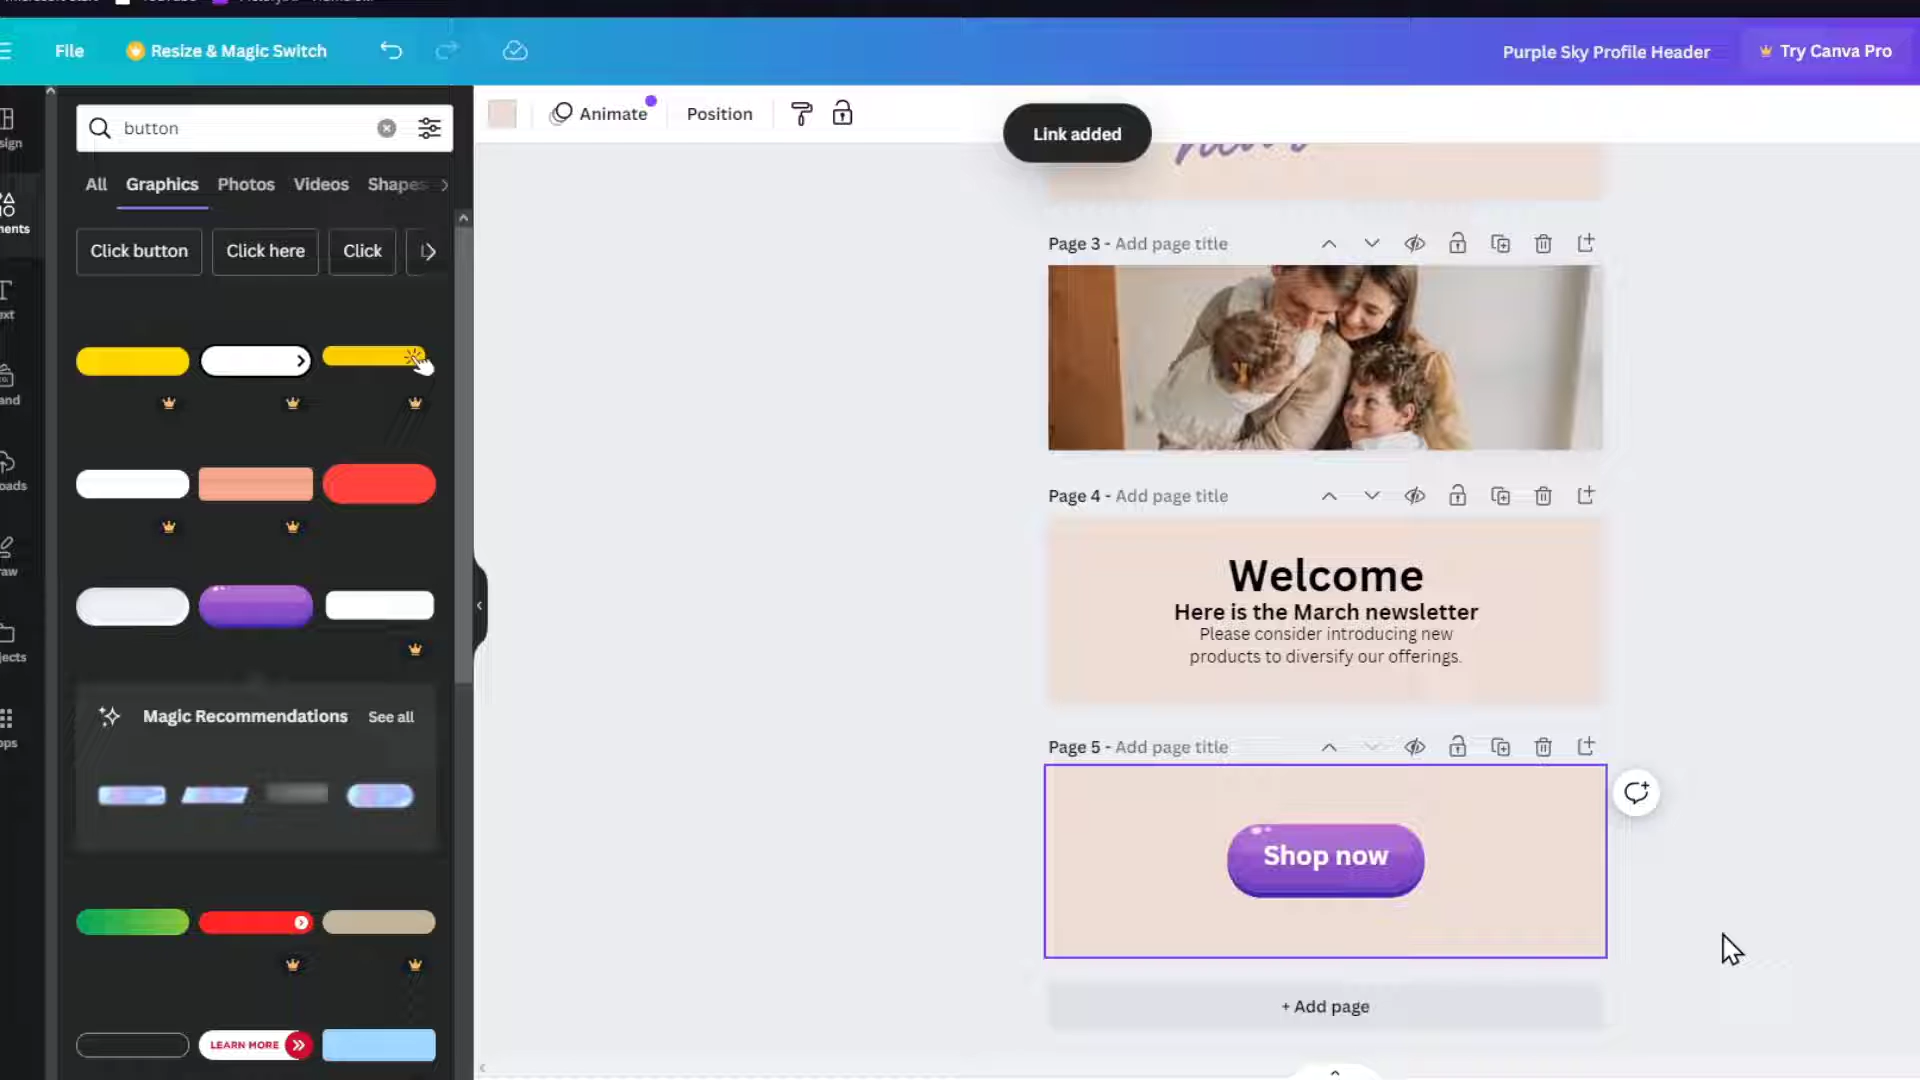 File
Resize & Magic Switch
Purple Sky Profile Header
Try Canva Pro
button
Animate
Position
Link added
All
Graphics
Photos
Videos
Shapes
Click button
Click here
Click
Page 3 - Add page title
Page 4 - Add page title
Welcome
Here is the March newsletter
Please consider introducing new
products to diversify our offerings.
Magic Recommendations
See all
Page 5 - Add page title
Shop now
LEARN MORE
+ Add page